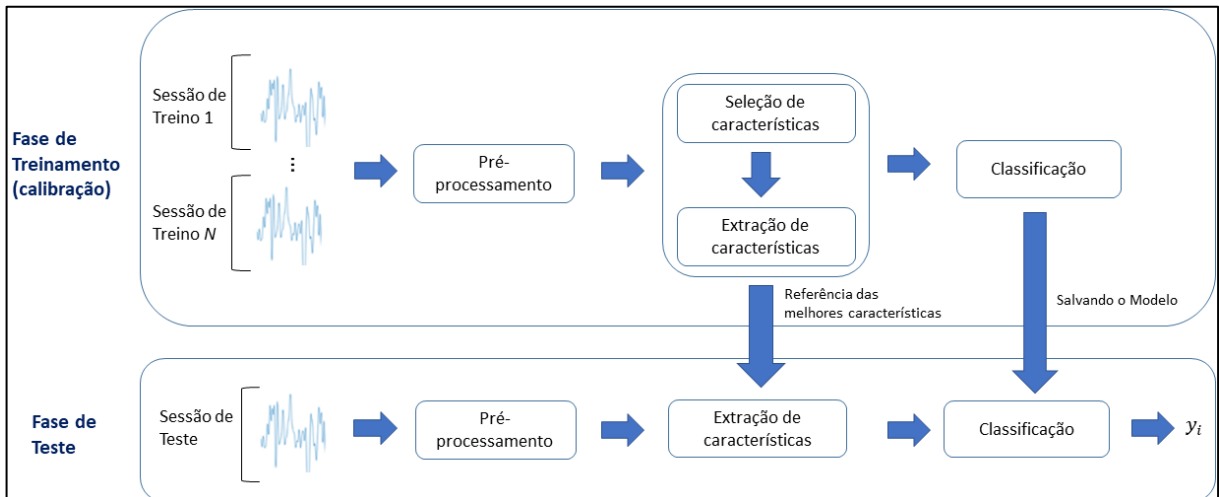 Fase de
Treinamento
(calibração)
Sessão de
Treino 1
...
Sessão de
Treino N
Pré-
processamento
Seleção de
características
Extração de
características
Classificação
Referência das
melhores características
Salvando o Modelo
Fase de
Teste
Sessão de
Teste
Pré-
processamento
Extração de
características
Classificação
yᵢ